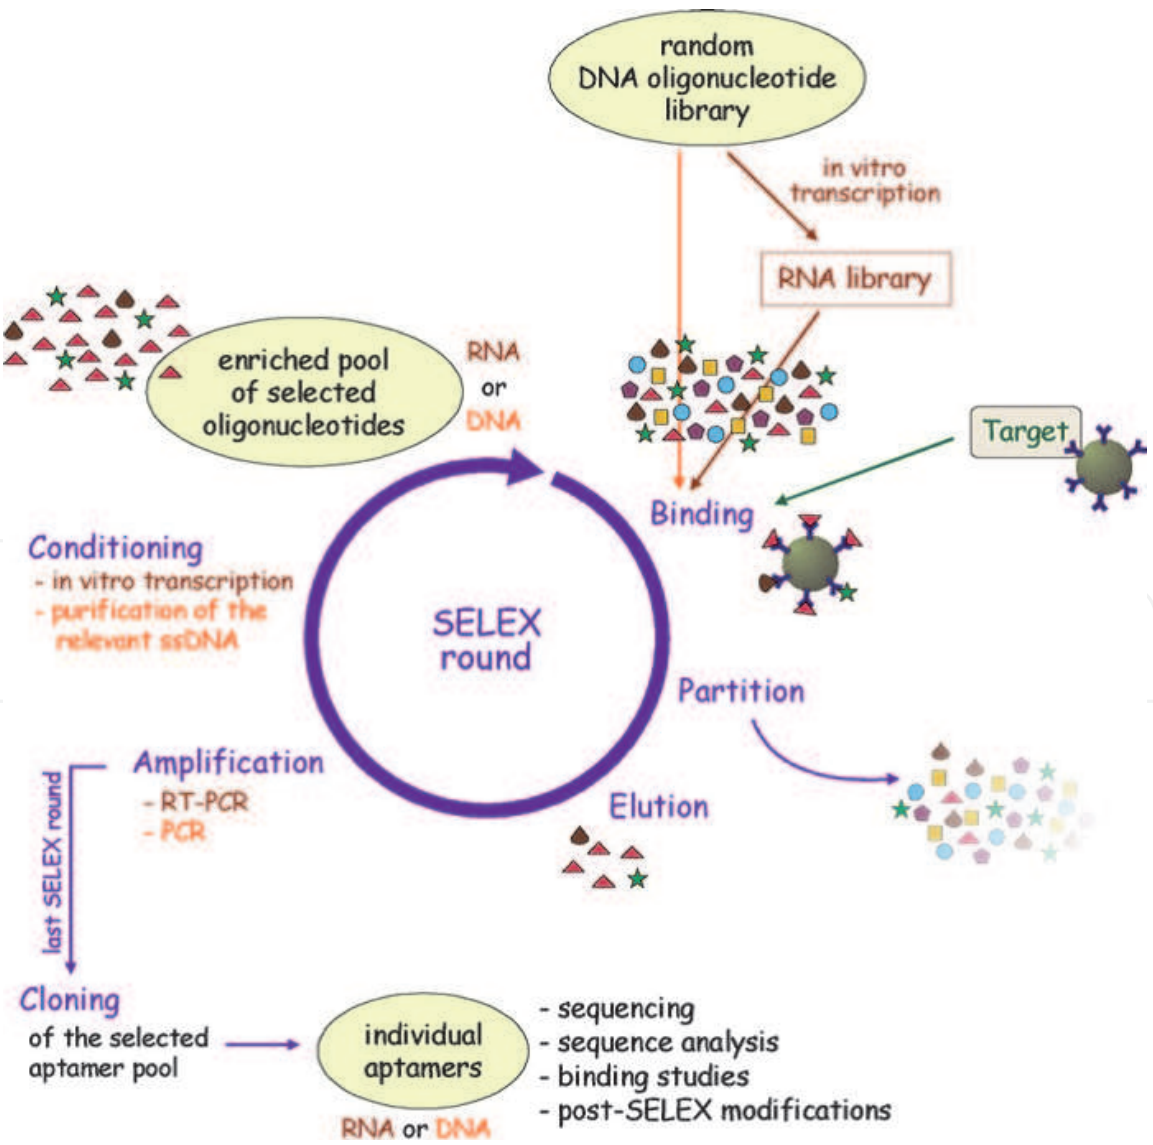 random
DNA oligonucleotide
library
in vitro
transcription
RNA library
enriched pool
of selected
oligonucleotides
RNA
or
DNA
Target
Binding
Conditioning
- in vitro transcription
- purification of the
relevant ssDNA
SELEX
round
Partition
Amplification
- RT-PCR
- PCR
Elution
last SELEX round
Cloning
of the selected
aptamer pool
individual
aptamers
RNA or DNA
- sequencing
- sequence analysis
- binding studies
- post-SELEX modifications